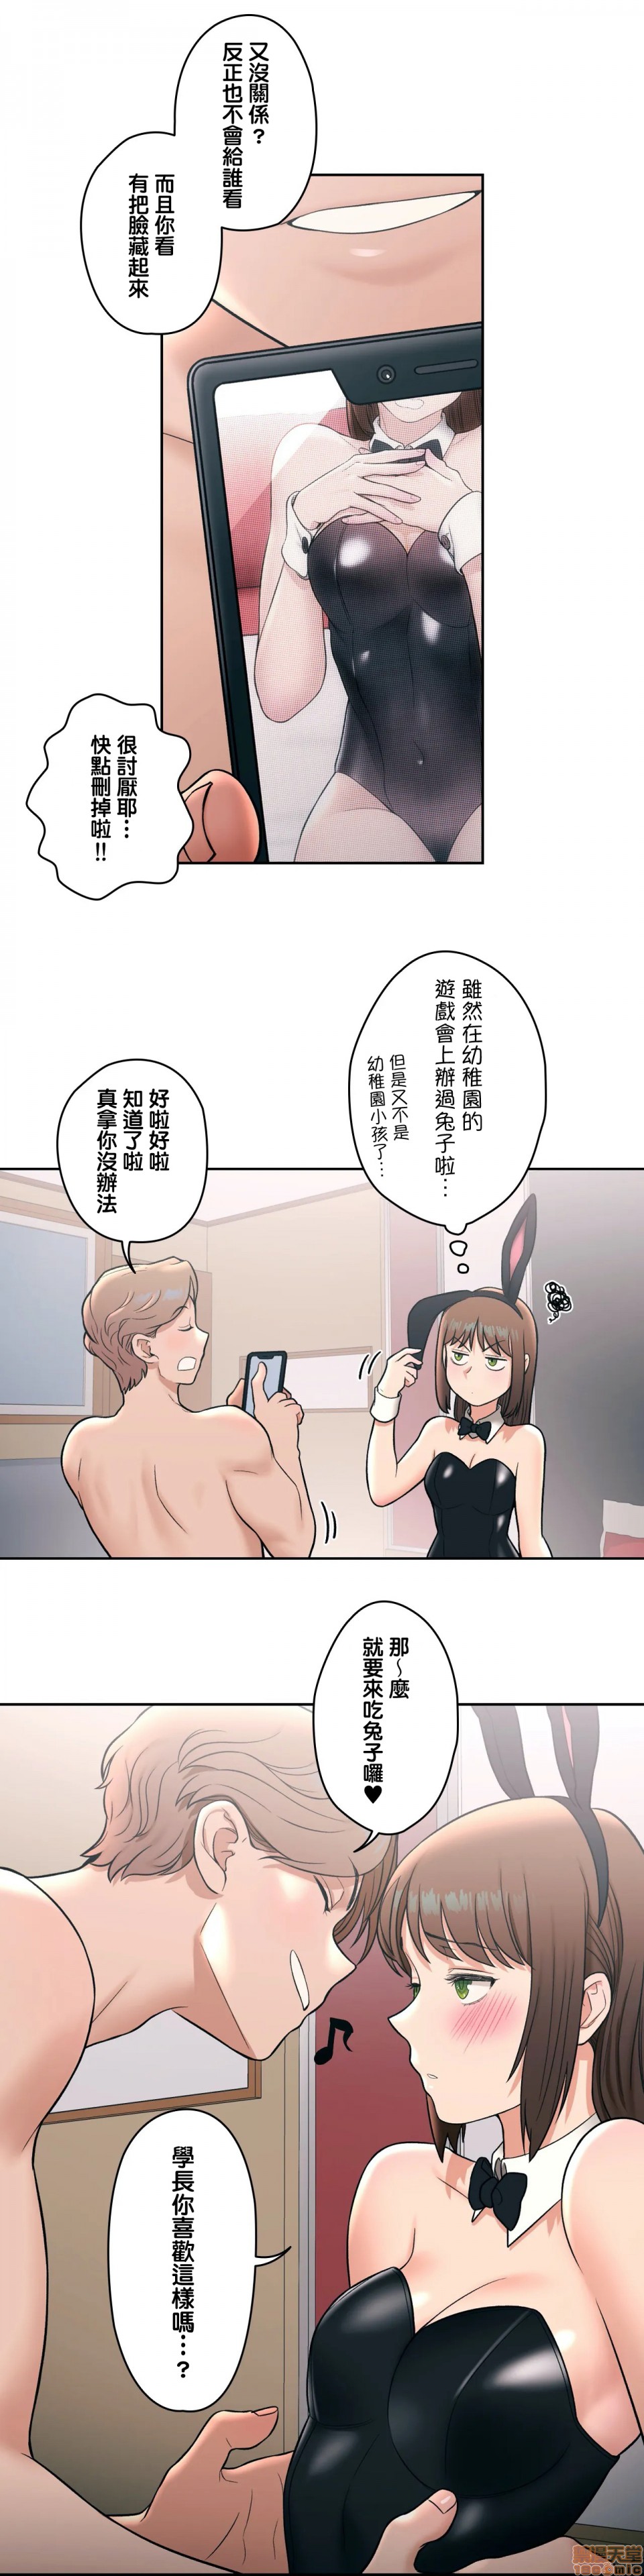 又沒關係？
反正也不會給誰看
而且你看
有把臉藏起來
很討厭耶…
快點刪掉啦!!
雖然在幼稚園的
遊戲會上辦過兔子啦…
但是又不是
幼稚園小孩了…
好啦好啦
知道了啦
真拿你沒辦法
那～麼
就要來吃兔子囉♥
學長你喜歡這樣嗎…？